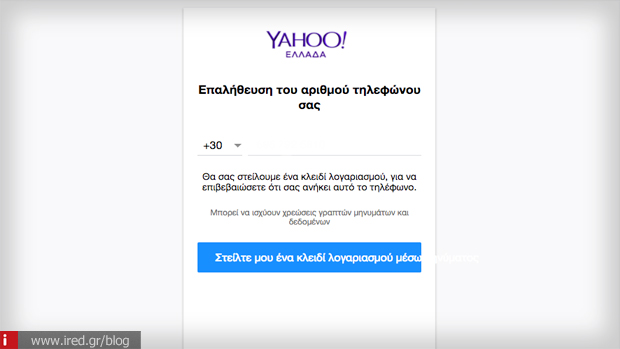 YAHOO!
ΕΛΛΑΔΑ
Επαλήθευση του αριθμού τηλεφώνου
σας
+30
Θα σας στείλουμε ένα κλειδί λογαριασμού, για να
επιβεβαιώσετε ότι σας ανήκει αυτό το τηλέφωνο.
Μπορεί να ισχύουν χρεώσεις γραπτών μηνυμάτων και
δεδομένων
Στείλτε μου ένα κλειδί λογαριασμού μέσω μηνύματος
i www.ired.gr/blog